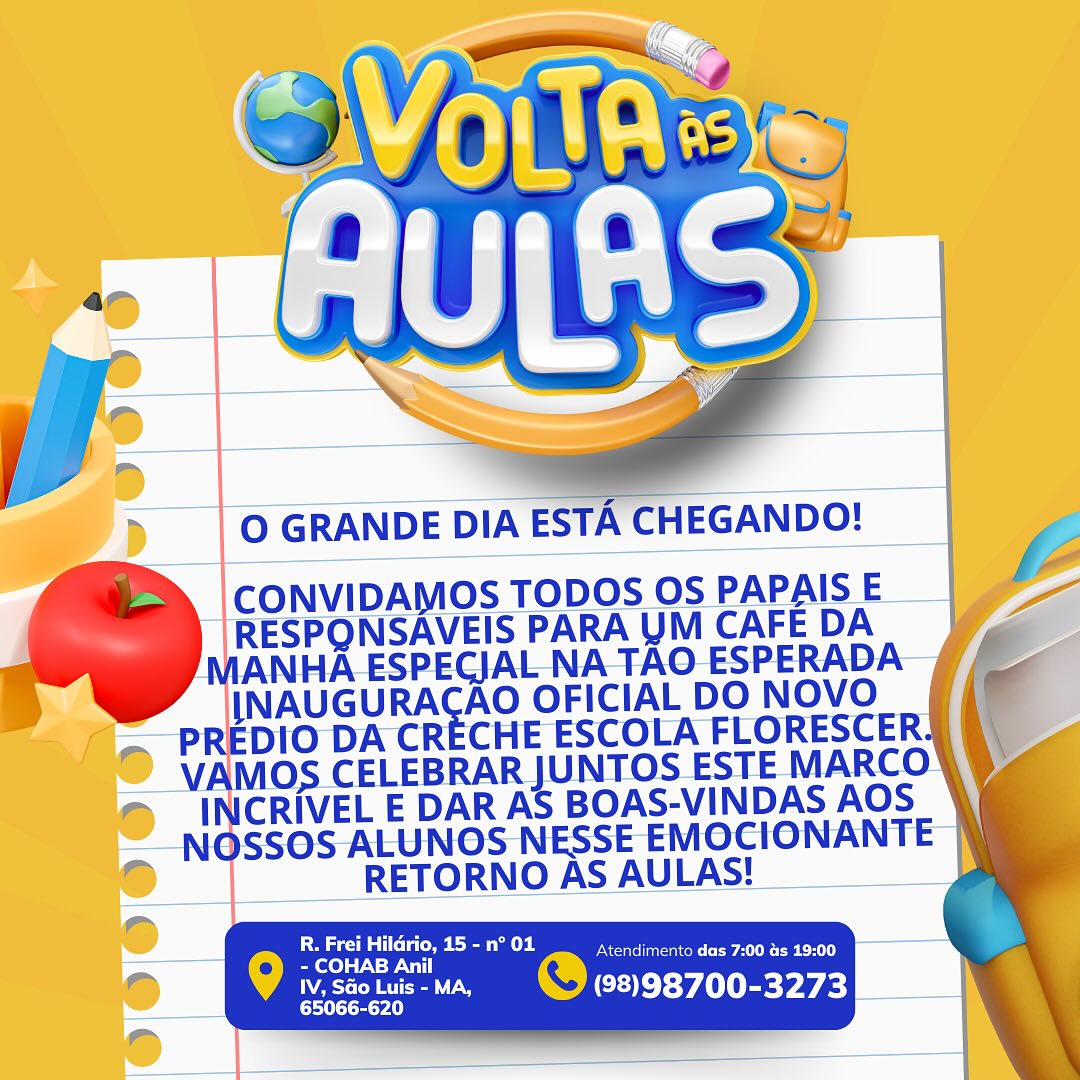 VOLTA ÀS
AULAS
O GRANDE DIA ESTÁ CHEGANDO!
CONVIDAMOS TODOS OS PAPAIS E
RESPONSÁVEIS PARA UM CAFÉ DA
MANHÃ ESPECIAL NA TÃO ESPERADA
INAUGURAÇÃO OFICIAL DO NOVO
PRÉDIO DA CRECHE ESCOLA FLORESCER.
VAMOS CELEBRAR JUNTOS ESTE MARCO
INCRÍVEL E DAR AS BOAS-VINDAS AOS
NOSSOS ALUNOS NESSE EMOCIONANTE
RETORNO ÀS AULAS!
R. Frei Hilário, 15 - nº 01
- COHAB Anil
IV, São Luis - MA,
65066-620
Atendimento das 7:00 às 19:00
(98)98700-3273